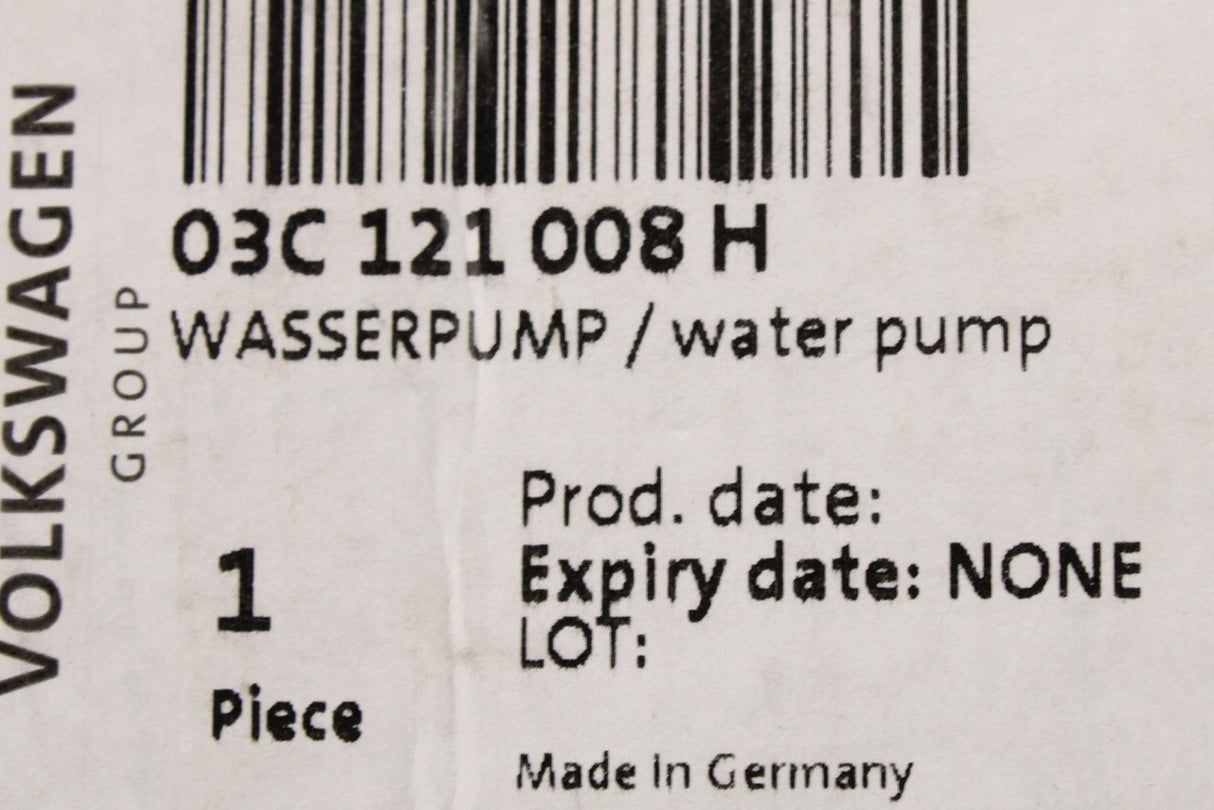 VOLKSWAGEN
GROUP
03C 121 008 H
WASSERPUMP / water pump
Prod. date:
Expiry date: NONE
LOT:
1
Piece
Made In Germany